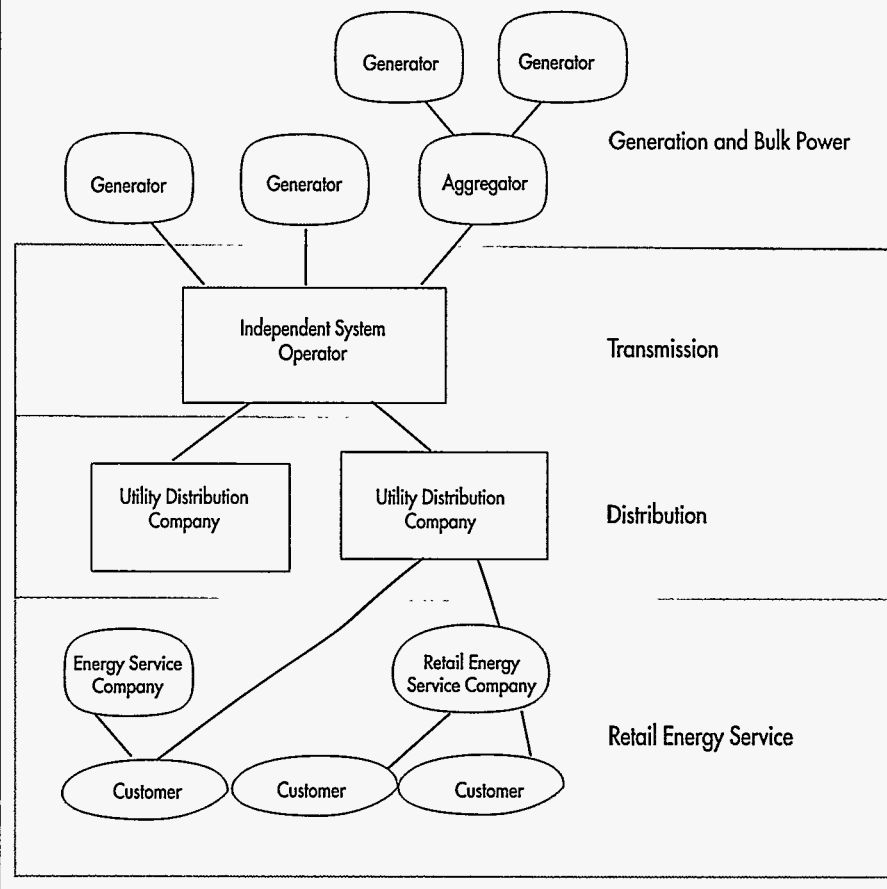 Generator
Generator
Generation and Bulk Power
Generator
Generator
Aggregator
Independent System
Operator
Transmission
Utility Distribution
Company
Utility Distribution
Company
Distribution
Energy Service
Company
Retail Energy
Service Company
Retail Energy Service
Customer
Customer
Customer